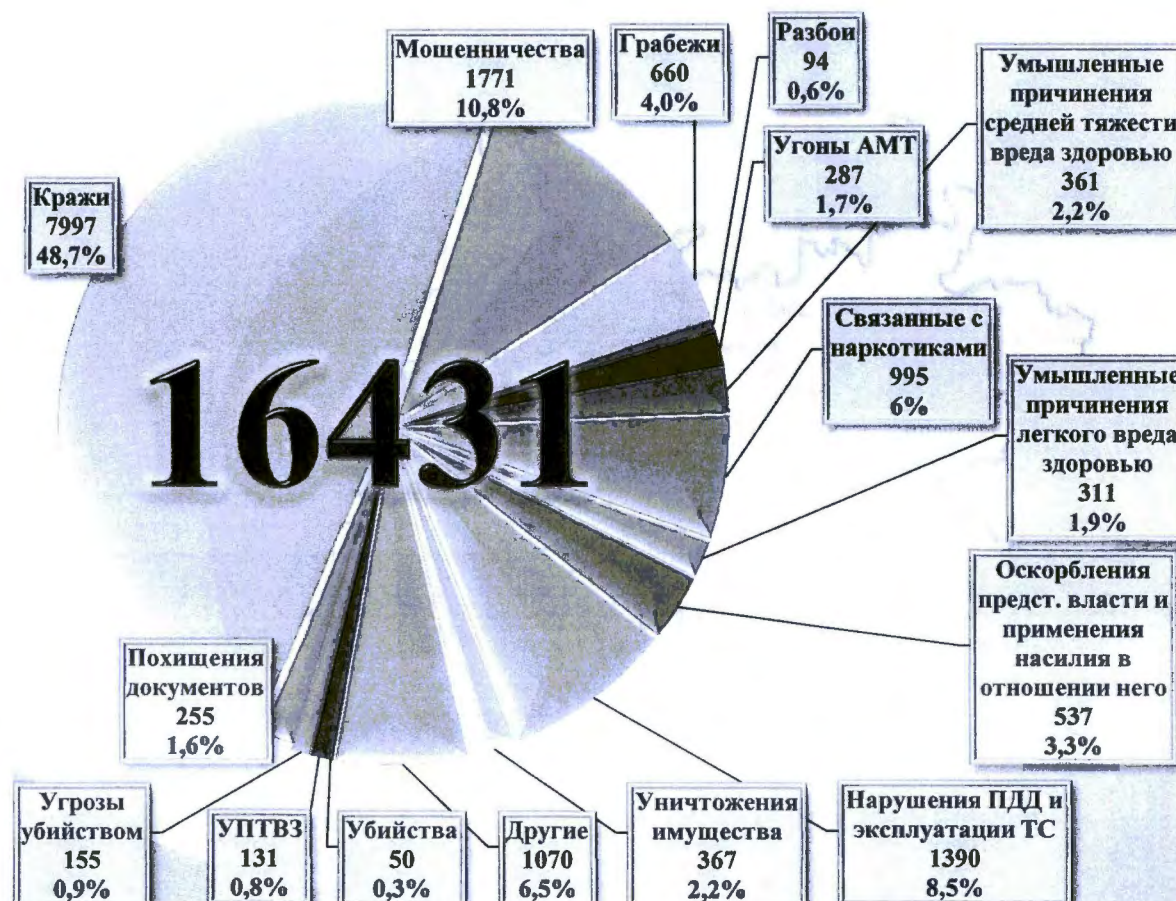 Мошенничества
1771
10,8%
Грабежи
660
4,0%
Разбои
94
0,6%
Умышленные
причинения
средней тяжести
вреда здоровью
361
2,2%
Угоны АМТ
287
1,7%
Кражи
7997
48,7%
Связанные с
наркотиками
995
6%
16431
Умышленные
причинения
легкого вреда
здоровью
311
1,9%
Оскорбления
предст. власти и
применения
насилия в
отношении него
537
3,3%
Похищения
документов
255
1,6%
Угрозы
убийством
155
0,9%
УПТВЗ
131
0,8%
Убийства
50
0,3%
Другие
1070
6,5%
Уничтожения
имущества
367
2,2%
Нарушения ПДД и
эксплуатации ТС
1390
8,5%